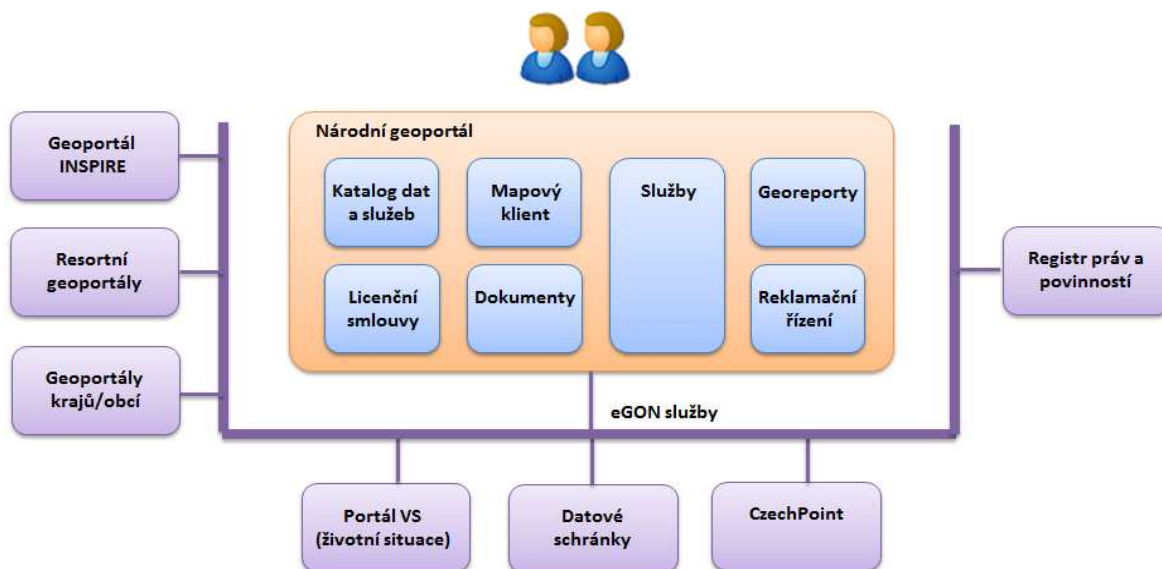 Národní geoportál
Katalog dat
a služeb
Mapový
klient
Služby
Georeporty
Licenční
smlouvy
Dokumenty
Reklamační
řízení
Geoportál
INSPIRE
Resortní
geoportály
Geoportály
krajů/obcí
Registr práv a
povinností
eGON služby
Portál VS
(životní situace)
Datové
schránky
CzechPoint